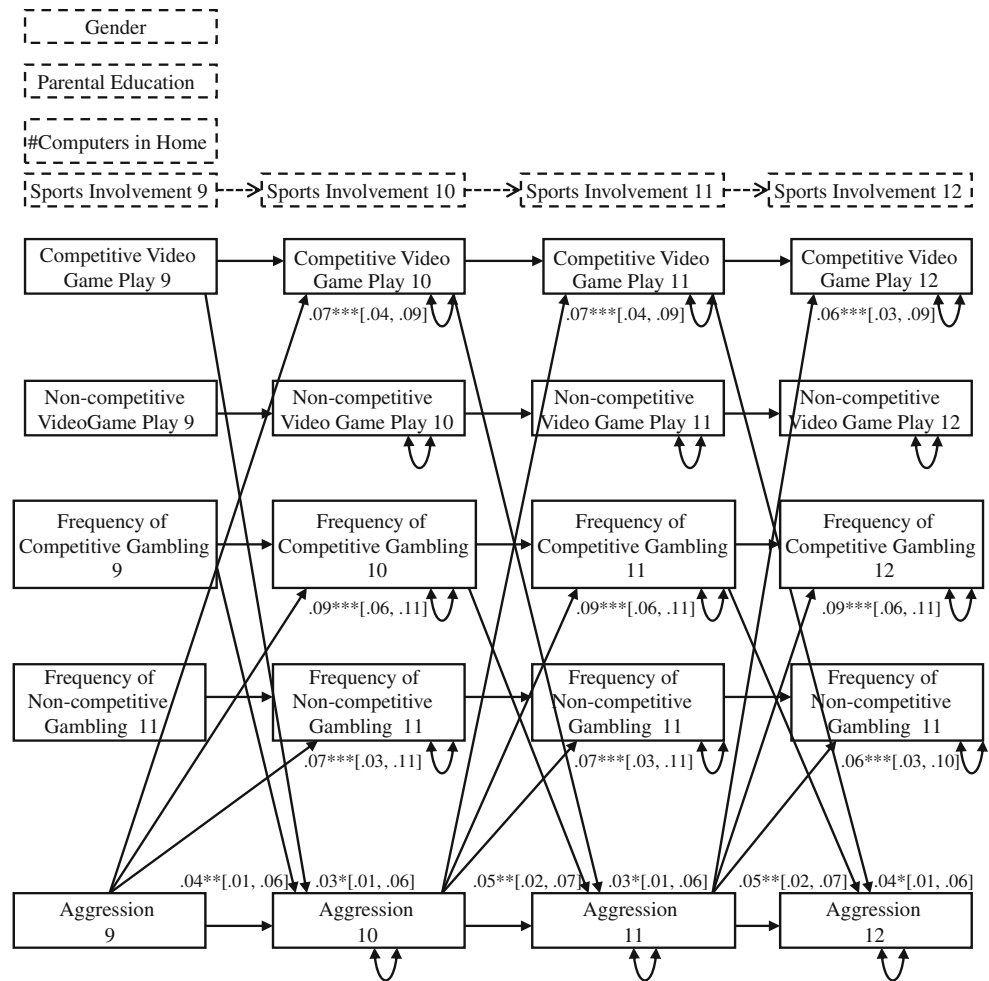 Gender
Parental Education
#Computers in Home
Sports Involvement 9
Sports Involvement 10
Sports Involvement 11
Sports Involvement 12
Competitive Video
Game Play 9
Competitive Video
Game Play 10
Competitive Video
Game Play 11
Competitive Video
Game Play 12
.07***[.04, .09]
.07***[.04, .09]
.06***[.03, .09]
Non-competitive
VideoGame Play 9
Non-competitive
Video Game Play 10
Non-competitive
Video Game Play 11
Non-competitive
Video Game Play 12
Frequency of
Competitive Gambling
9
Frequency of
Competitive Gambling
10
Frequency of
Competitive Gambling
11
Frequency of
Competitive Gambling
12
.09***[.06, .11]
.09***[.06, .11]
.09***[.06, .11]
Frequency of
Non-competitive
Gambling 11
Frequency of
Non-competitive
Gambling 11
Frequency of
Non-competitive
Gambling 11
Frequency of
Non-competitive
Gambling 11
.07***[.03, .11]
.07***[.03, .11]
.06***[.03, .10]
.04**[.01, .06]
.03*[.01, .06]
.05**[.02, .07]
.03*[.01, .06]
.05**[.02, .07]
.04*[.01, .06]
Aggression
9
Aggression
10
Aggression
11
Aggression
12